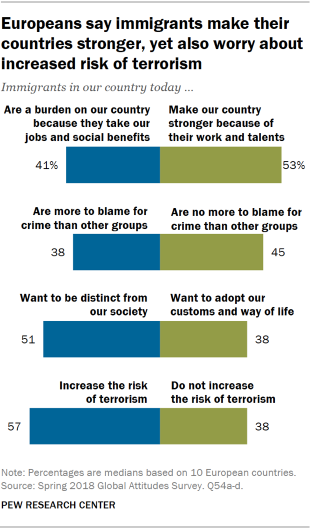 Europeans say immigrants make their
countries stronger, yet also worry about
increased risk of terrorism
Immigrants in our country today ...
Are a burden on our country
because they take our
jobs and social benefits
Make our country
stronger because of
their work and talents
41%
53%
Are more to blame for
crime than other groups
Are no more to blame for
crime than other groups
38
45
Want to be distinct from
our society
Want to adopt our
customs and way of life
51
38
Increase the risk
of terrorism
Do not increase
the risk of terrorism
57
38
Note: Percentages are medians based on 10 European countries.
Source: Spring 2018 Global Attitudes Survey. Q54a-d.
PEW RESEARCH CENTER